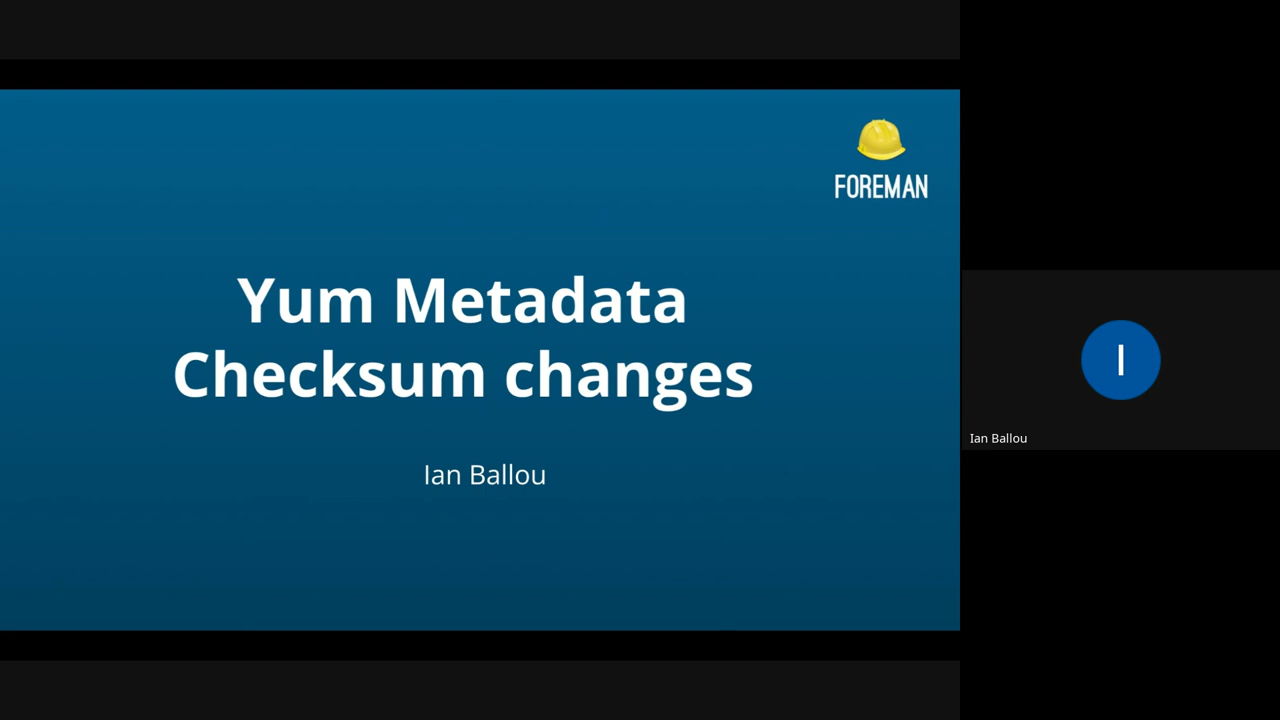 FOREMAN
Yum Metadata
Checksum changes
Ian Ballou
I
Ian Ballou